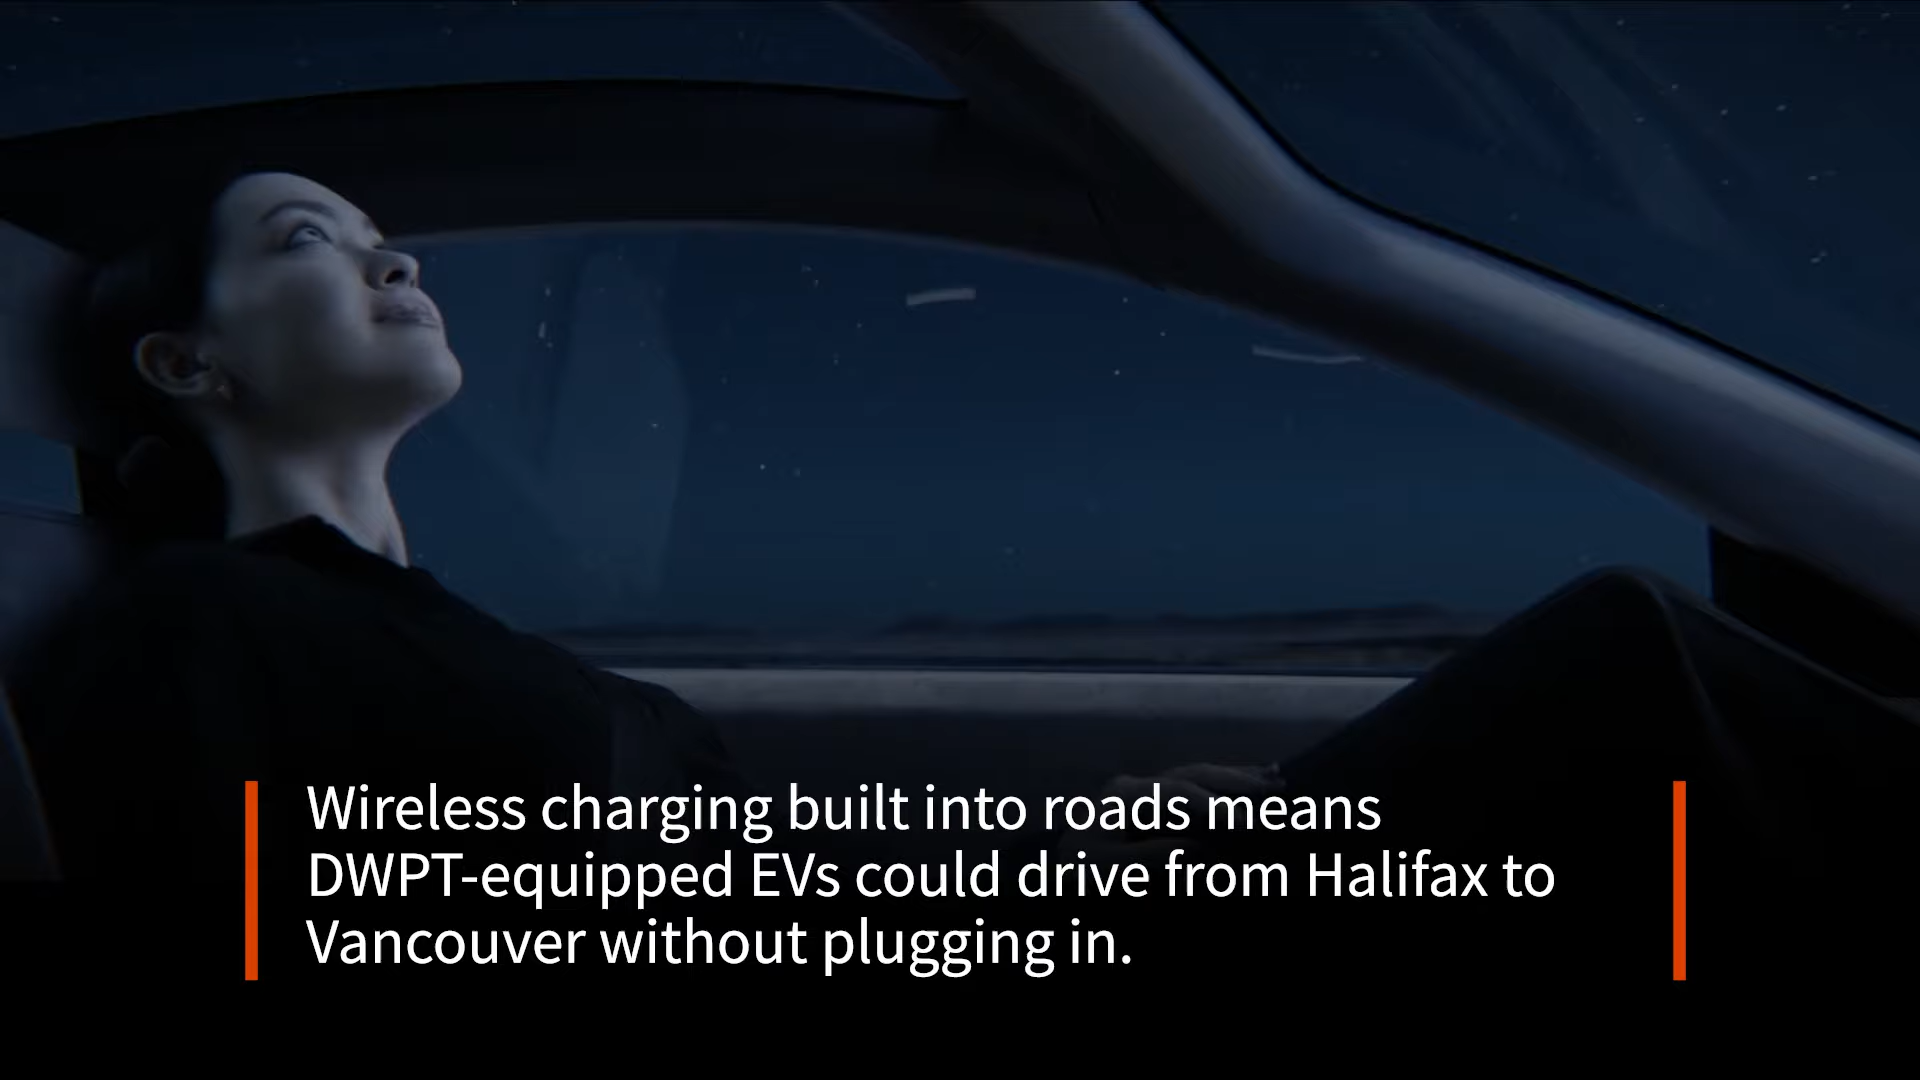 Wireless charging built into roads means
DWPT-equipped EVs could drive from Halifax to
Vancouver without plugging in.